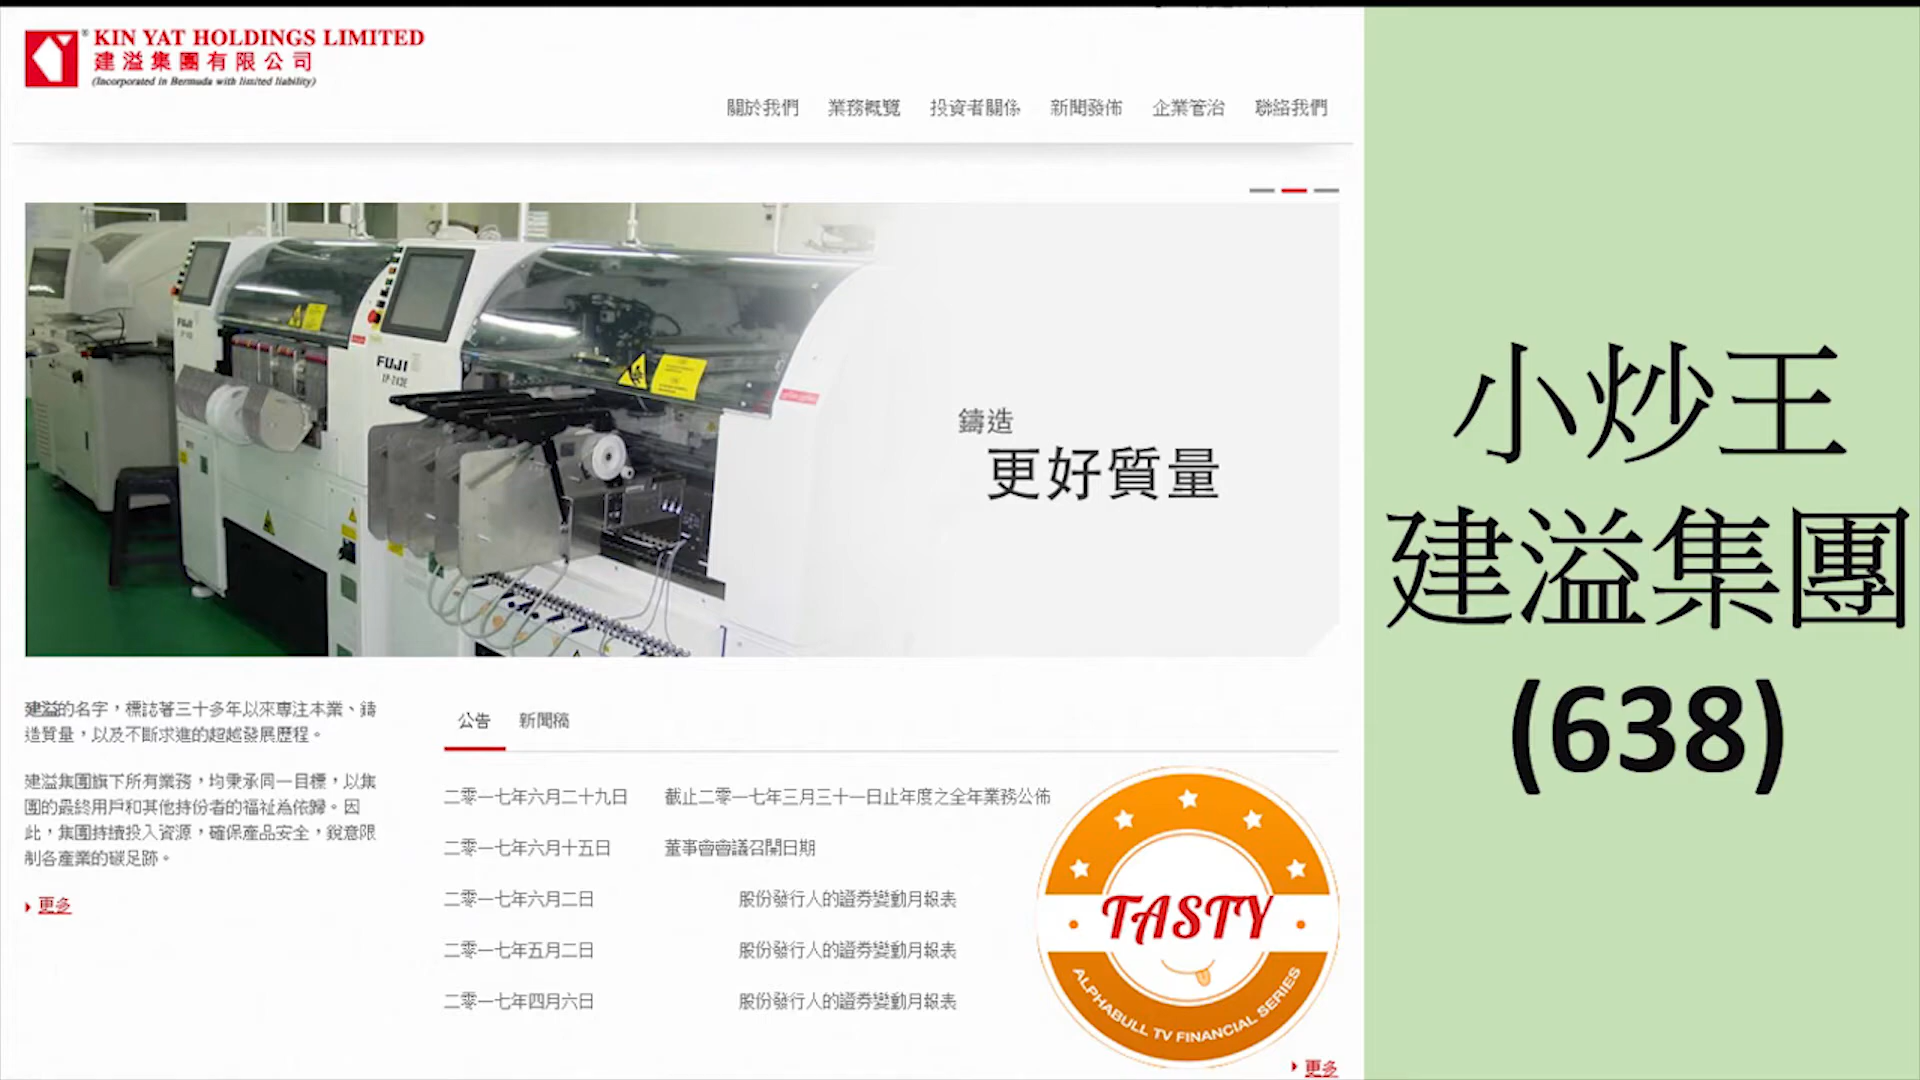 KIN YAT HOLDINGS LIMITED
建溢集團有限公司
(Incorporated in Bermuda with limited liability)
關於我們 業務概覽 投資者關係 新聞發佈 企業管治 聯絡我們
FUJI
FUJI
XP-243E
鑄造
更好質量
小炒王
建溢集團
(638)
建溢的名字，標誌著三十多年以來專注本業、鑄
造質量，以及不斷求進的超越發展歷程。
建溢集團旗下所有業務，均秉承同一目標，以集
團的最終用戶和其他持份者的福祉為依歸。因
此，集團持續投入資源，確保產品安全，銳意限
制各產業的碳足跡。
更多
公告 新聞稿
二零一七年六月二十九日 截止二零一七年三月三十一日止年度之全年業務公佈
二零一七年六月十五日 董事會會議召開日期
二零一七年六月二日 股份發行人的證券變動月報表
二零一七年五月二日 股份發行人的證券變動月報表
二零一七年四月六日 股份發行人的證券變動月報表
TASTY
ALPHABULL TV FINANCIAL SERIES
更多